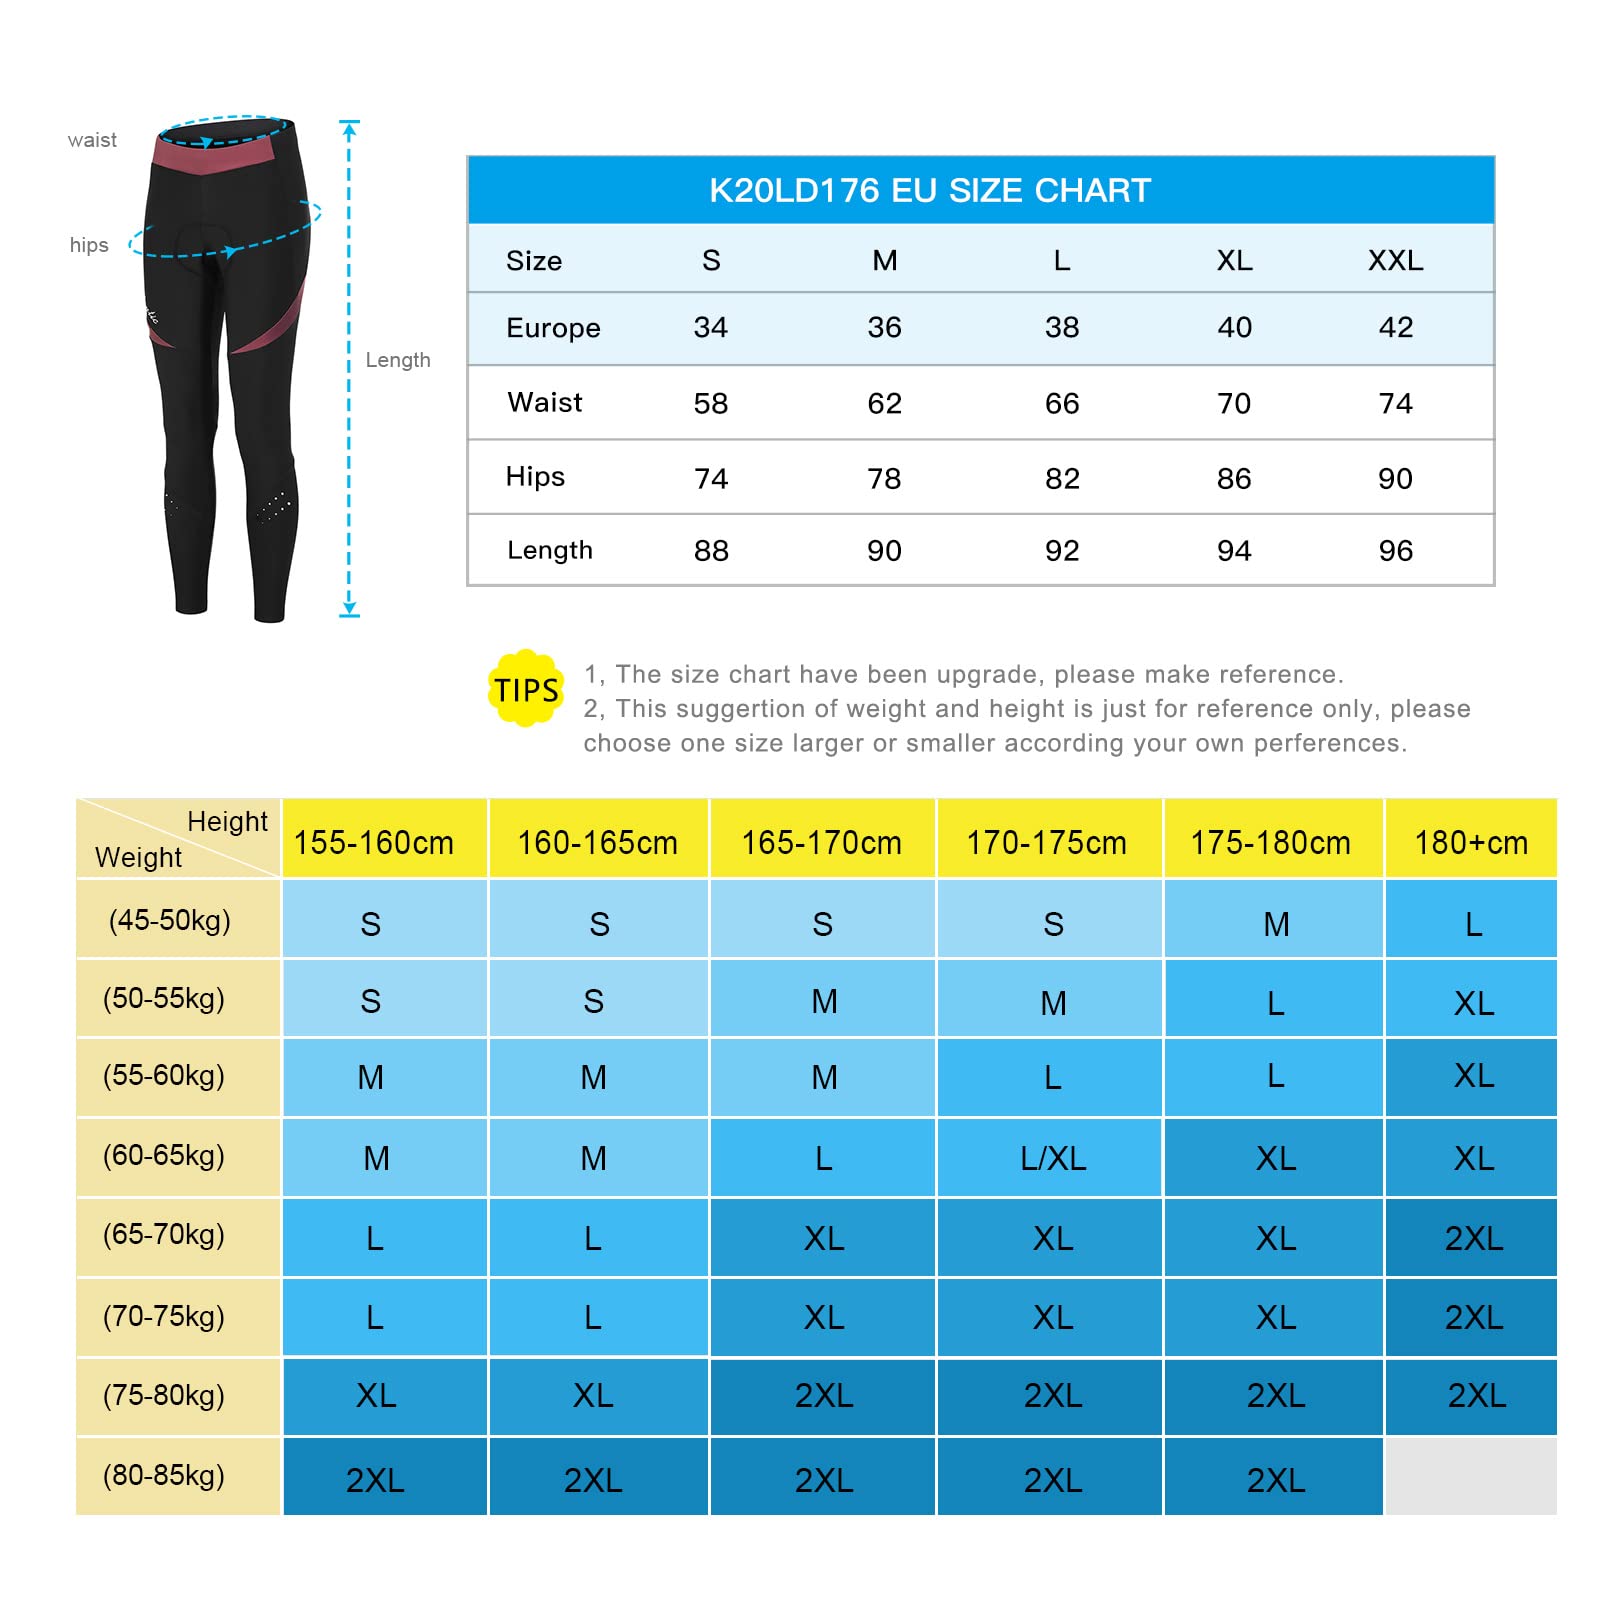 waist
hips
Length
K20LD176 EU SIZE CHART
Size S M L XL XXL
Europe 34 36 38 40 42
Waist 58 62 66 70 74
Hips 74 78 82 86 90
Length 88 90 92 94 96
TIPS
1, The size chart have been upgrade, please make reference.
2, This suggertion of weight and height is just for reference only, please
choose one size larger or smaller according your own perferences.
Height
Weight
155-160cm 160-165cm 165-170cm 170-175cm 175-180cm 180+cm
(45-50kg) S S S S M L
(50-55kg) S S M M L XL
(55-60kg) M M M L L XL
(60-65kg) M M L L/XL XL XL
(65-70kg) L L XL XL XL 2XL
(70-75kg) L L XL XL XL 2XL
(75-80kg) XL XL 2XL 2XL 2XL 2XL
(80-85kg) 2XL 2XL 2XL 2XL 2XL